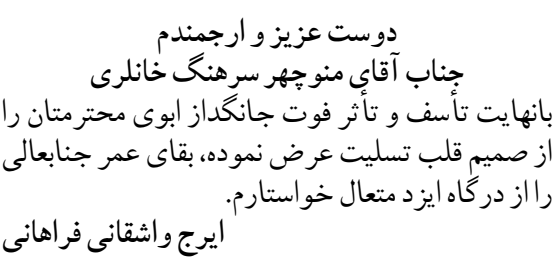 دوست عزیز و ارجمندم
جناب آقای منوچهر سرهنگ خانلری
بانهایت تأسف و تأثر فوت جانگداز ابوی محترمتان را
از صمیم قلب تسلیت عرض نموده، بقای عمر جنابعالی
را از درگاه ایزد متعال خواستارم.
ایرج واشقانی فراهانی